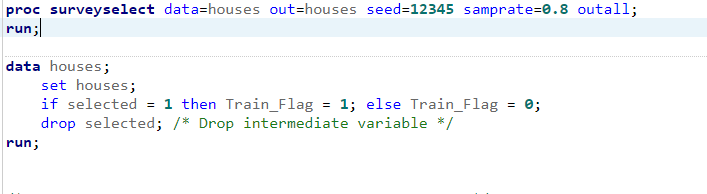 proc surveyselect data=houses out=houses seed=12345 samprate=0.8 outall;
run;
data houses;
    set houses;
    if selected = 1 then Train_Flag = 1; else Train_Flag = 0;
    drop selected; /* Drop intermediate variable */
run;